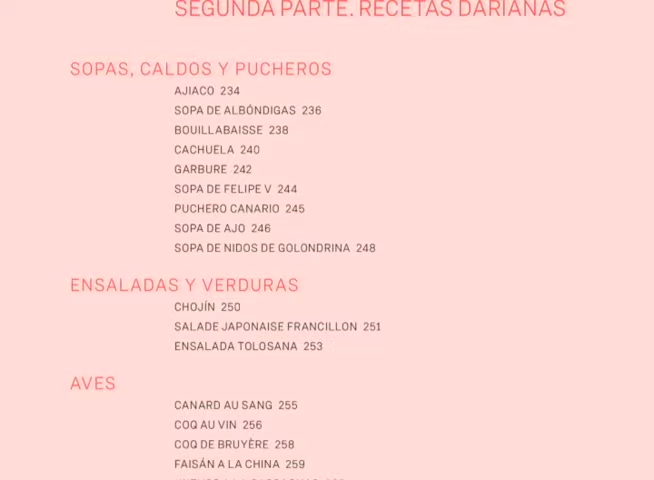 SEGUNDA PARTE. RECETAS DARIANAS
SOPAS, CALDOS Y PUCHEROS
AJIACO 234
SOPA DE ALBÓNDIGAS 236
BOUILLABAISSE 238
CACHUELA 240
GARBURE 242
SOPA DE FELIPE V 244
PUCHERO CANARIO 245
SOPA DE AJO 246
SOPA DE NIDOS DE GOLONDRINA 248
ENSALADAS Y VERDURAS
CHOJÍN 250
SALADE JAPONAISE FRANCILLON 251
ENSALADA TOLOSANA 253
AVES
CANARD AU SANG 255
COQ AU VIN 256
COQ DE BRUYÈRE 258
FAISÁN A LA CHINA 259